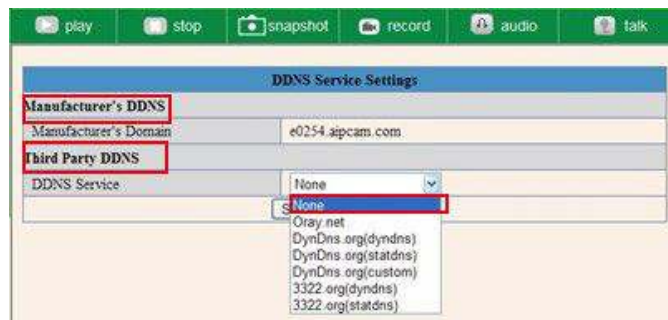 play stop snapshot record audio talk
DDNS Service Settings
Manufacturer's DDNS
Manufacturer's Domain e0254.aipcam.com
Third Party DDNS
DDNS Service None
None
Oray.net
DynDns.org(dyndns)
DynDns.org(statdns)
DynDns.org(custom)
3322.org(dyndns)
3322.org(statdns)